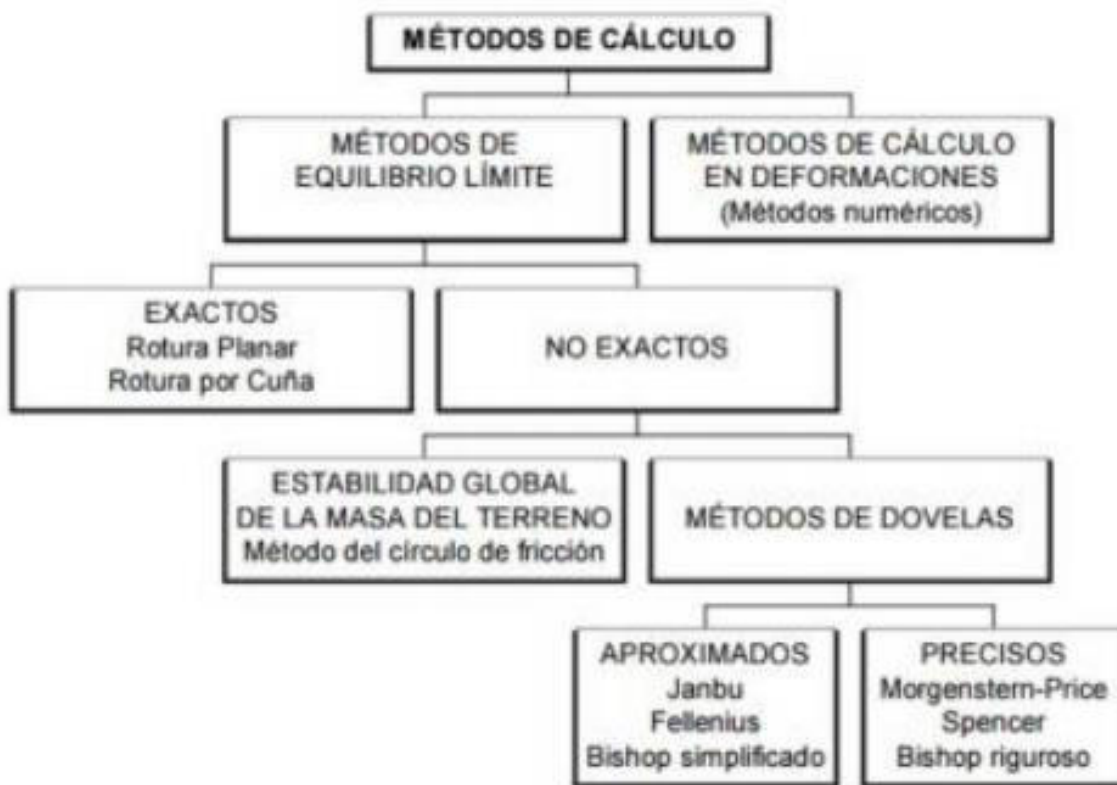 MÉTODOS DE CÁLCULO
MÉTODOS DE
EQUILIBRIO LÍMITE
MÉTODOS DE CÁLCULO
EN DEFORMACIONES
(Métodos numéricos)
EXACTOS
Rotura Planar
Rotura por Cuña
NO EXACTOS
ESTABILIDAD GLOBAL
DE LA MASA DEL TERRENO
Método del círculo de fricción
MÉTODOS DE DOVELAS
APROXIMADOS
Janbu
Fellenius
Bishop simplificado
PRECISOS
Morgenstern-Price
Spencer
Bishop riguroso